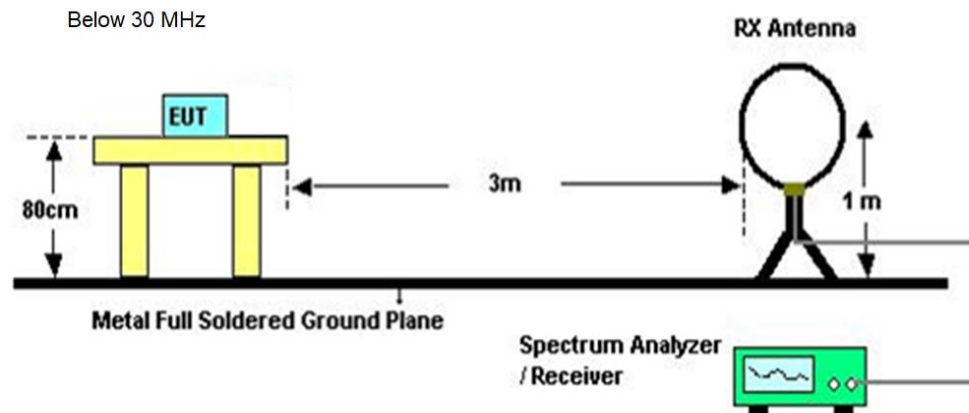 Below 30 MHz
RX Antenna
EUT
80cm
3m
1 m
Metal Full Soldered Ground Plane
Spectrum Analyzer
/ Receiver